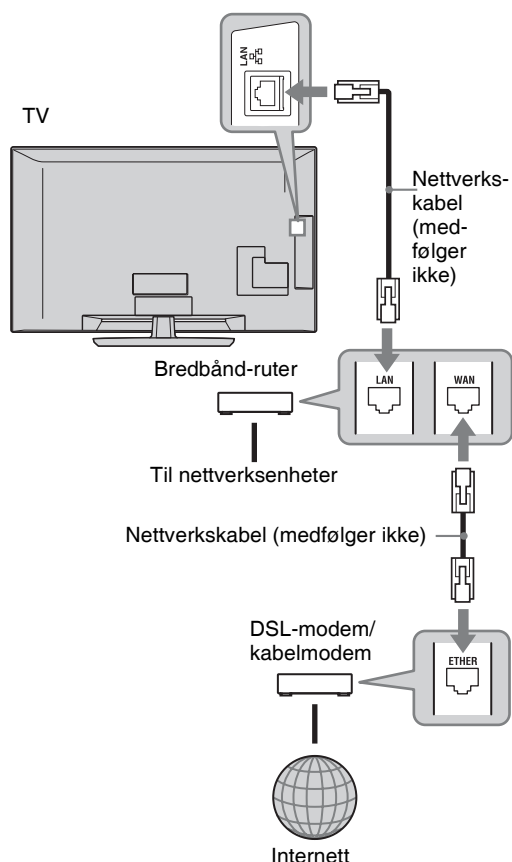 LAN
TV
Nettverks-
kabel
(med-
følger
ikke)
Bredbånd-ruter
LAN
WAN
Til nettverksenheter
Nettverkskabel (medfølger ikke)
DSL-modem/
kabelmodem
ETHER
Internett